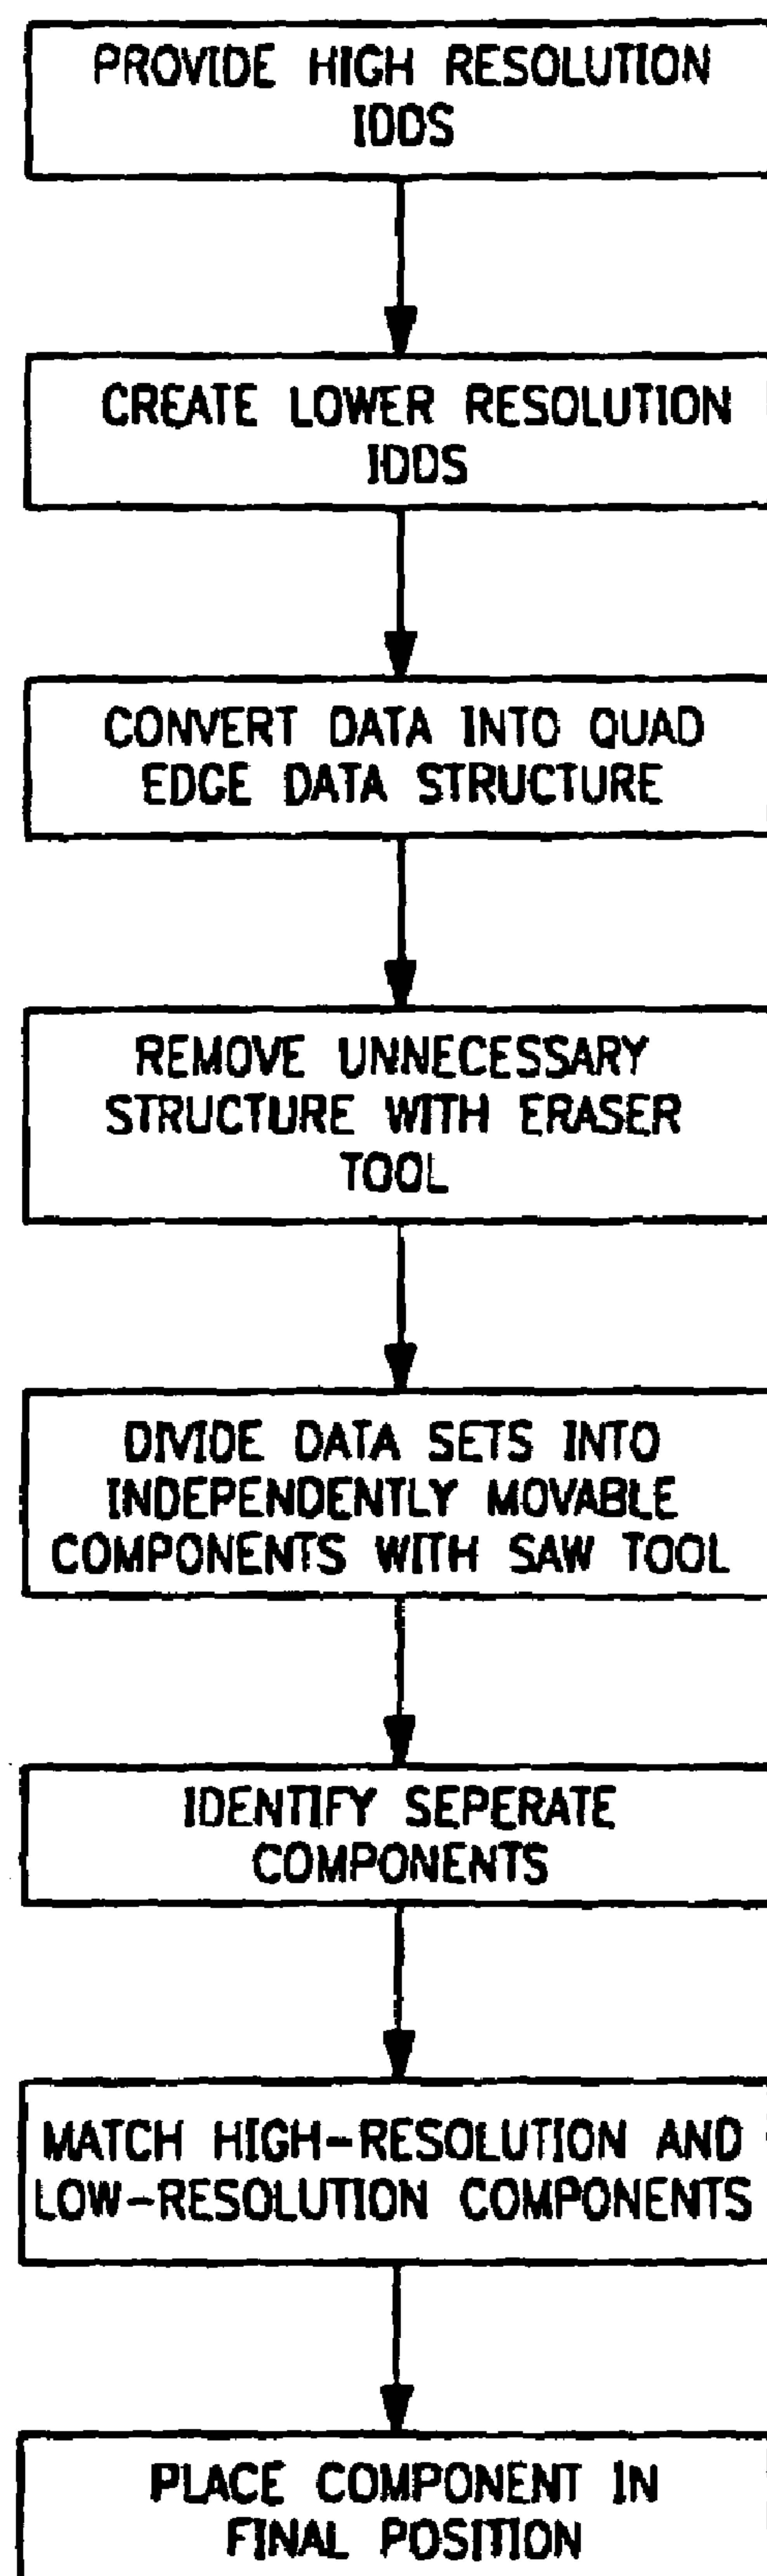 PROVIDE HIGH RESOLUTION
IDDS
CREATE LOWER RESOLUTION
IDDS
CONVERT DATA INTO QUAD
EDGE DATA STRUCTURE
REMOVE UNNECESSARY
STRUCTURE WITH ERASER
TOOL
DIVIDE DATA SETS INTO
INDEPENDENTLY MOVABLE
COMPONENTS WITH SAW TOOL
IDENTIFY SEPERATE
COMPONENTS
MATCH HIGH-RESOLUTION AND
LOW-RESOLUTION COMPONENTS
PLACE COMPONENT IN
FINAL POSITION